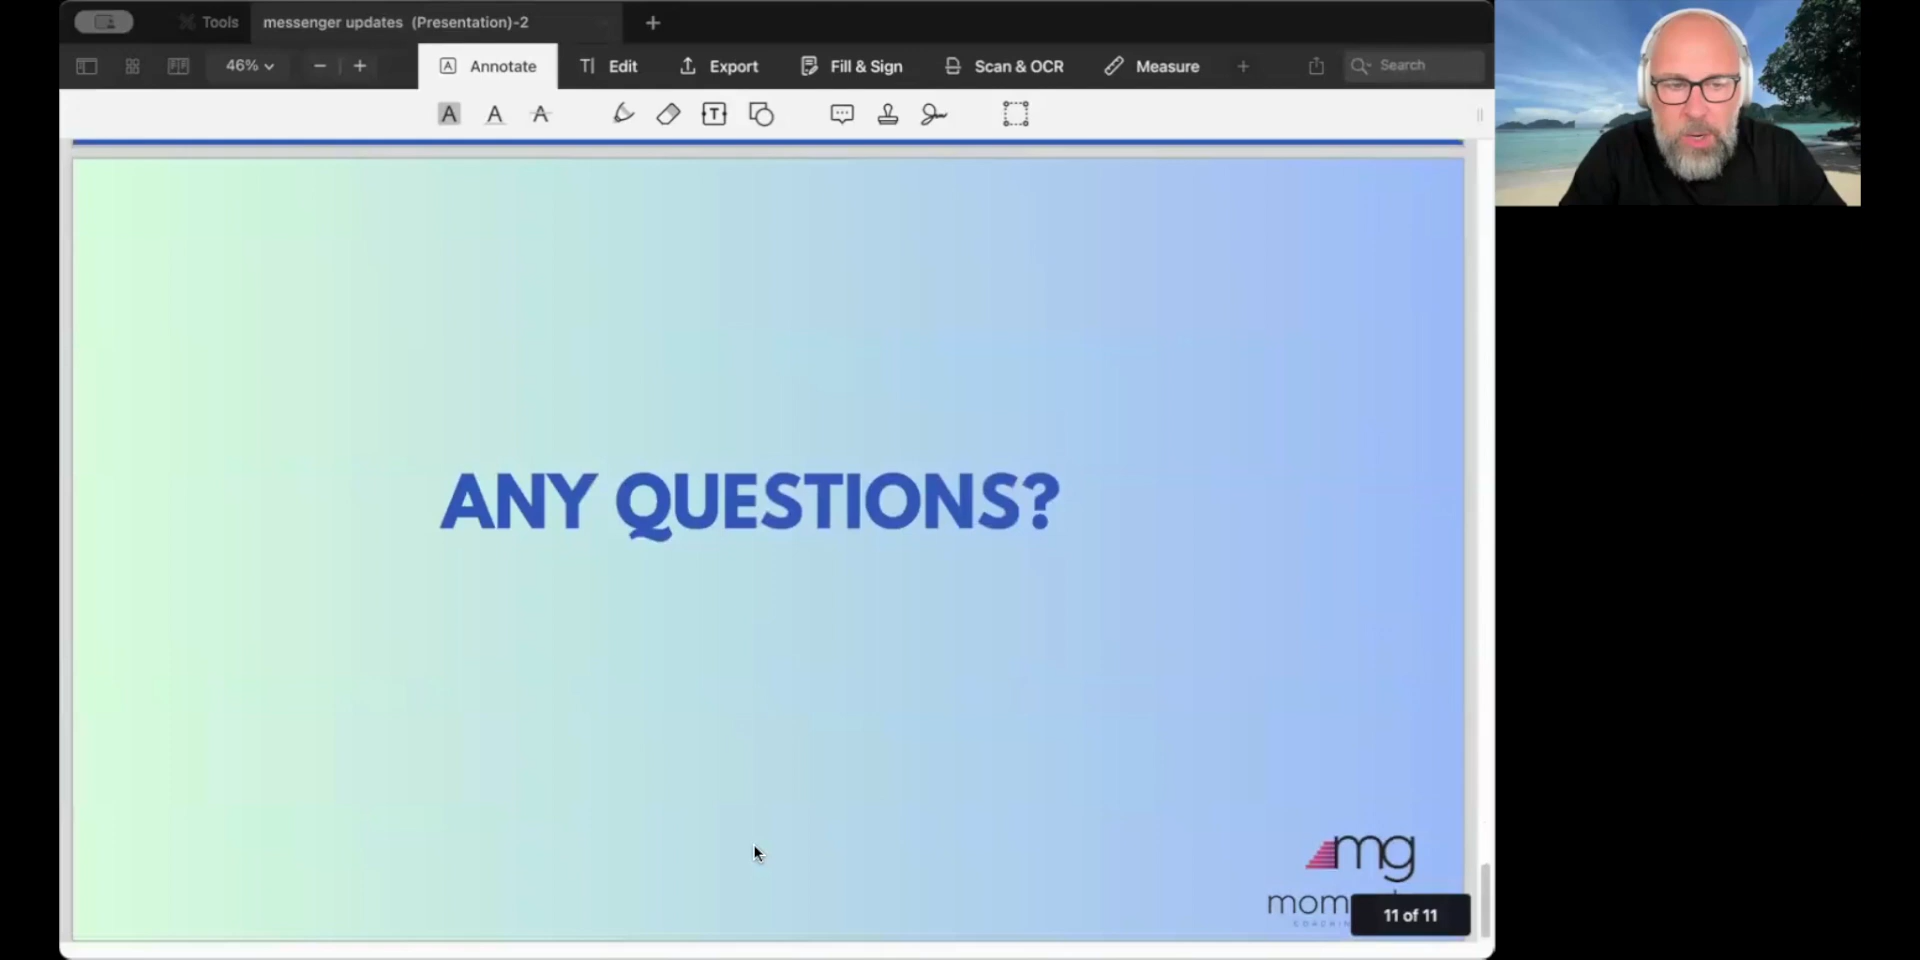 Tools
messenger updates (Presentation)-2
46%
Annotate
Edit
Export
Fill & Sign
Scan & OCR
Measure
Search
ANY QUESTIONS?
mg
11 of 11